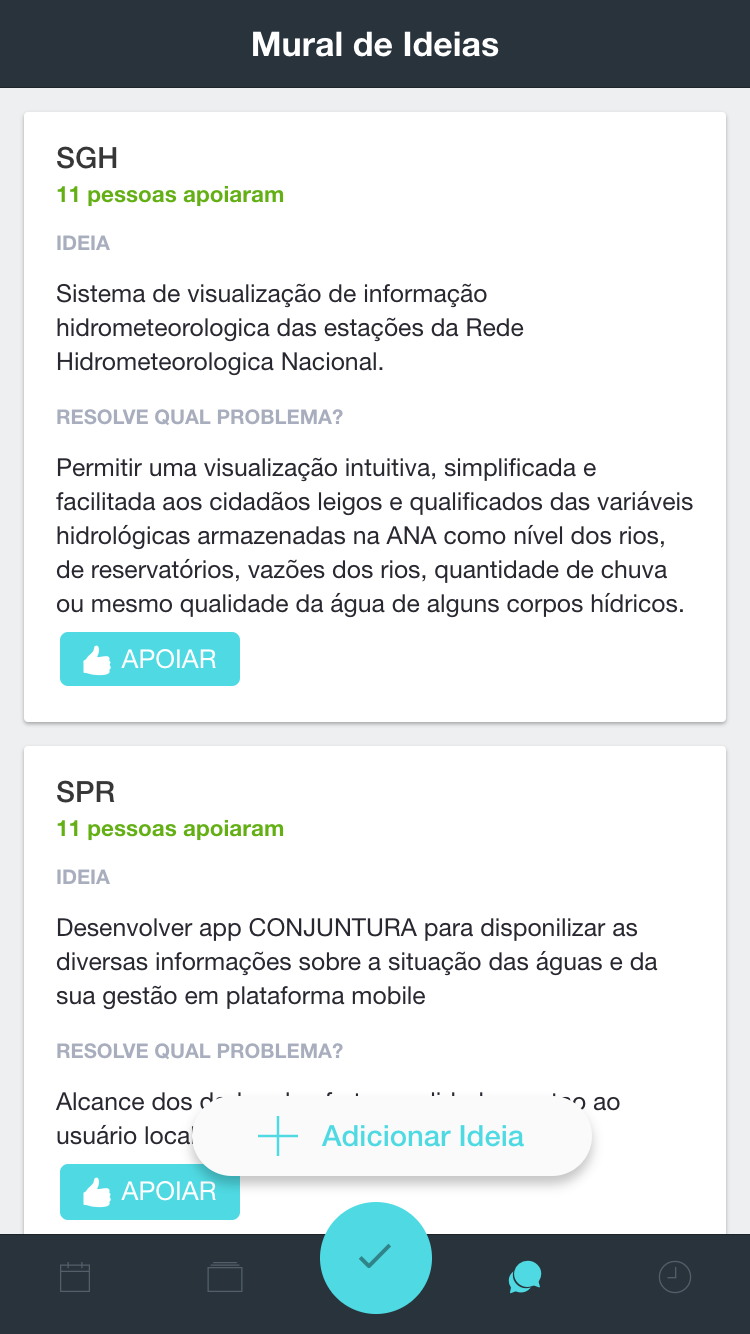 Mural de Ideias
SGH
11 pessoas apoiaram
IDEIA
Sistema de visualização de informação
hidrometeorologica das estações da Rede
Hidrometeorologica Nacional.
RESOLVE QUAL PROBLEMA?
Permitir uma visualização intuitiva, simplificada e
facilitada aos cidadãos leigos e qualificados das variáveis
hidrológicas armazenadas na ANA como nível dos rios,
de reservatórios, vazões dos rios, quantidade de chuva
ou mesmo qualidade da água de alguns corpos hídricos.
APOIAR
SPR
11 pessoas apoiaram
IDEIA
Desenvolver app CONJUNTURA para disponilizar as
diversas informações sobre a situação das águas e da
sua gestão em plataforma mobile
RESOLVE QUAL PROBLEMA?
Alcance dos ao
usuário
Adicionar Ideia
APOIAR